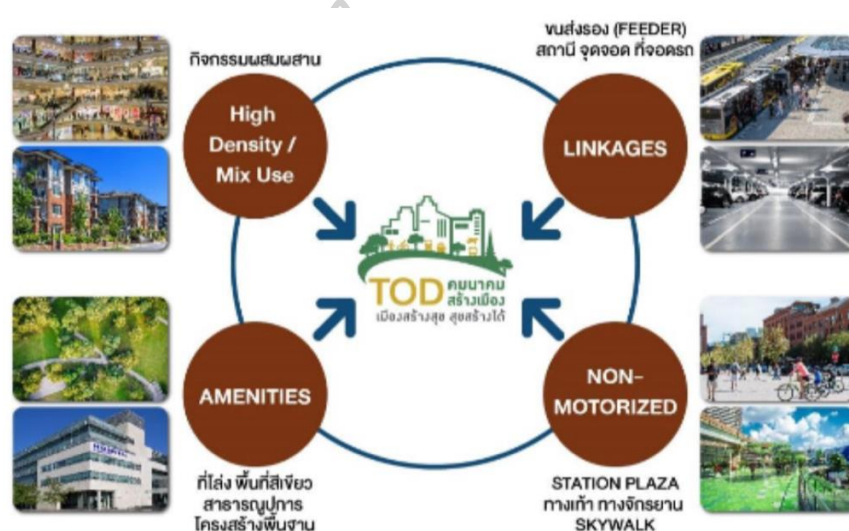 กิจกรรมผสมผสาน
High
Density /
Mix Use
ขนส่งรอง (FEEDER)
สถานี จุดจอด ที่จอดรถ
LINKAGES
TOD คมนาคม
สร้างเมือง
เมืองสร้างสุข สุขสร้างได้
AMENITIES
ที่โล่ง พื้นที่สีเขียว
สาธารณูปการ
โครงสร้างพื้นฐาน
NON-
MOTORIZED
STATION PLAZA
ทางเท้า ทางจักรยาน
SKYWALK